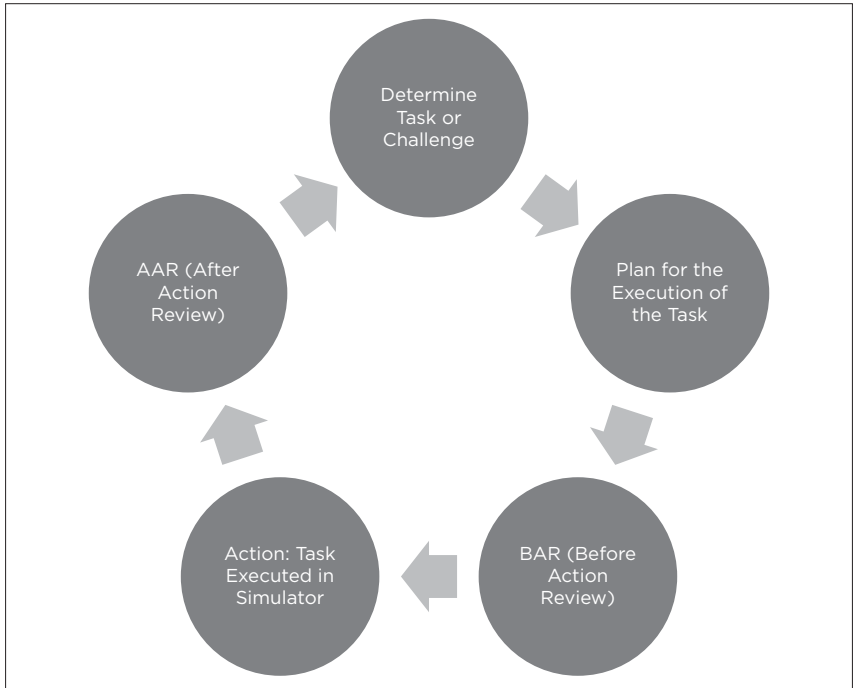 Determine
Task or
Challenge
Plan for the
Execution of
the Task
BAR (Before
Action
Review)
Action: Task
Executed in
Simulator
AAR (After
Action
Review)